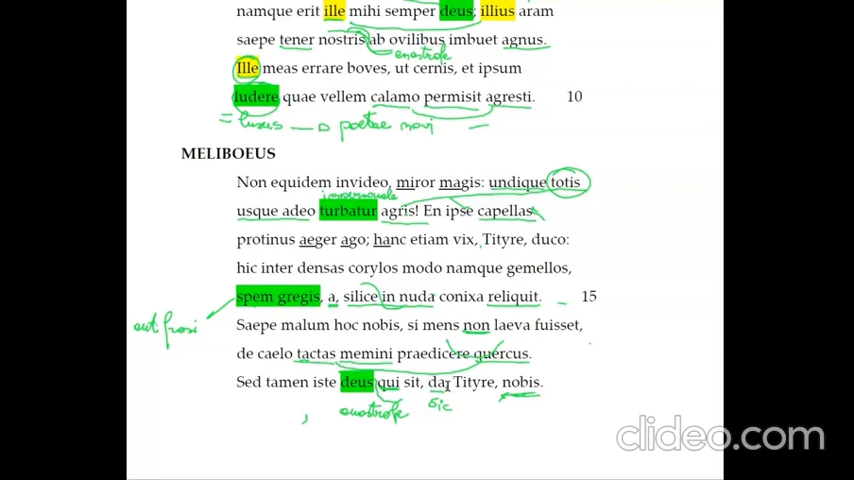 namque erit ille mihi semper deus; illius aram
saepe tener nostris ab ovilibus imbuet agnus.
anastrofe
Ille meas errare boves, ut cernis, et ipsum
ludere quae vellem calamo permisit agresti. 10
= lusus → poetae novi
MELIBOEUS
Non equidem invideo, miror magis: undique totis
impersonale
usque adeo turbatur agris! En ipse capellas
protinus aeger ago; hanc etiam vix, Tityre, duco:
hic inter densas corylos modo namque gemellos,
spem gregis, a, silice in nuda conixa reliquit. 15
antifrasi
Saepe malum hoc nobis, si mens non laeva fuisset,
de caelo tactas memini praedicere quercus.
Sed tamen iste deus qui sit, da, Tityre, nobis.
anastrofe
dic
clideo.com